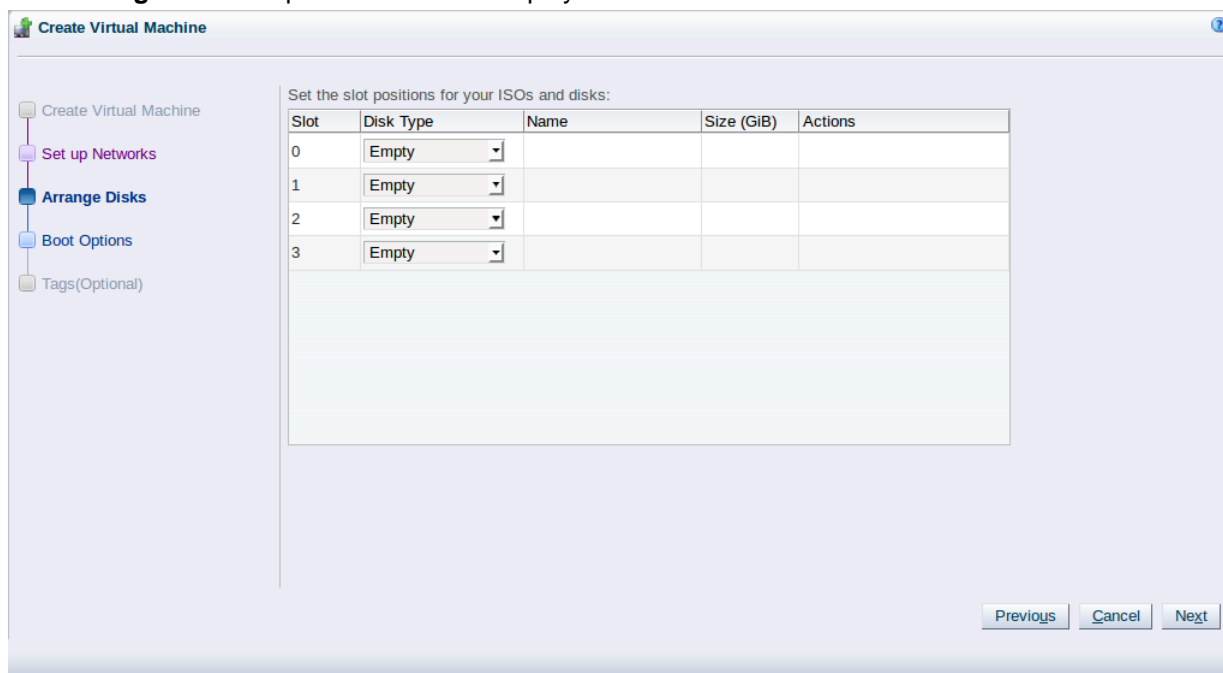 Create Virtual Machine
Create Virtual Machine
Set up Networks
Arrange Disks
Boot Options
Tags(Optional)
Set the slot positions for your ISOs and disks:
Slot Disk Type Name Size (GiB) Actions
0 Empty
1 Empty
2 Empty
3 Empty
Previous Cancel Next